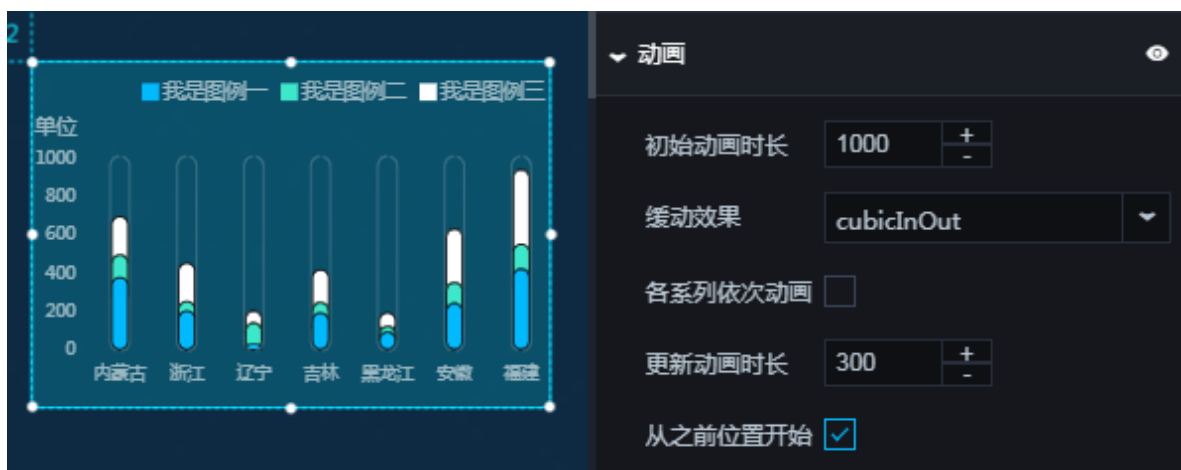 2
我是图例一 我是图例二 我是图例三
单位
1000
800
600
400
200
0
内蒙古 浙江 辽宁 吉林 黑龙江 安徽 福建
动画
初始动画时长 1000 + -
缓动效果 cubicInOut
各系列依次动画
更新动画时长 300 + -
从之前位置开始